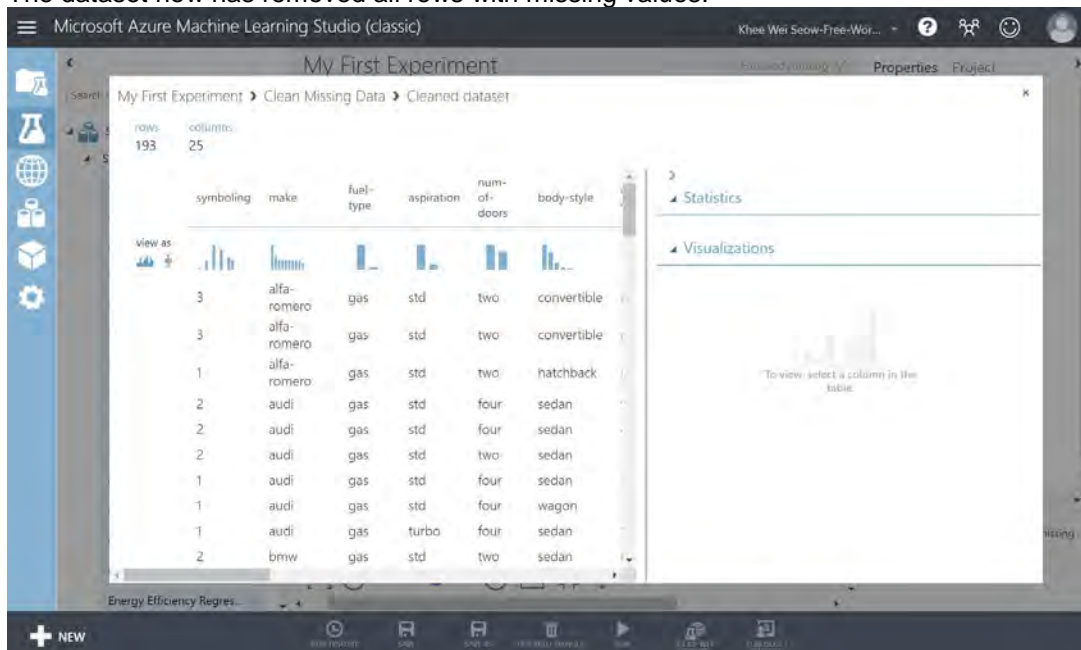 The dataset now has removed all rows with missing values.
Microsoft Azure Machine Learning Studio (classic)
Khee Wei Seow-Free-Wor...
My First Experiment
Properties Project
My First Experiment > Clean Missing Data > Cleaned dataset
rows columns
193 25
symboling make fuel-type aspiration num-of-doors body-style
view as
3 alfa-romero gas std two convertible
3 alfa-romero gas std two convertible
1 alfa-romero gas std two hatchback
2 audi gas std four sedan
2 audi gas std four sedan
2 audi gas std two sedan
1 audi gas std four sedan
1 audi gas std four wagon
1 audi gas turbo four sedan
2 bmw gas std two sedan
Statistics
Visualizations
To view, select a column in the
table.
Energy Efficiency Regres...
NEW